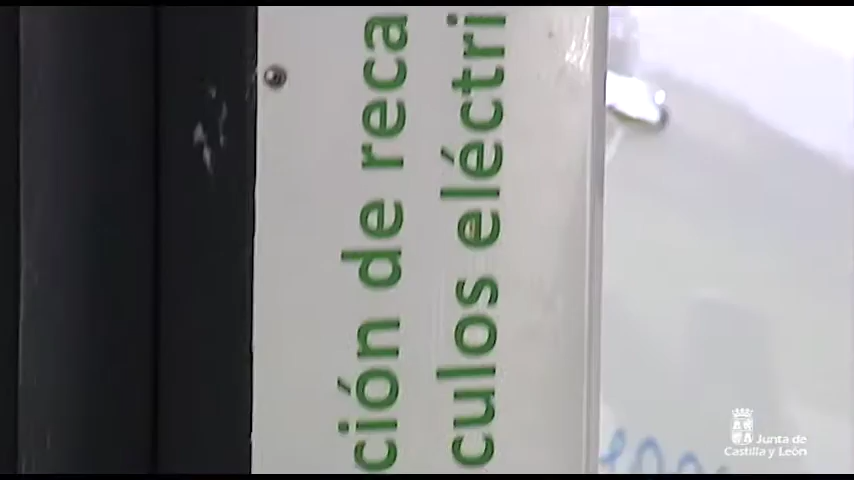 ción de reca
culos eléctri
Junta de
Castilla y León